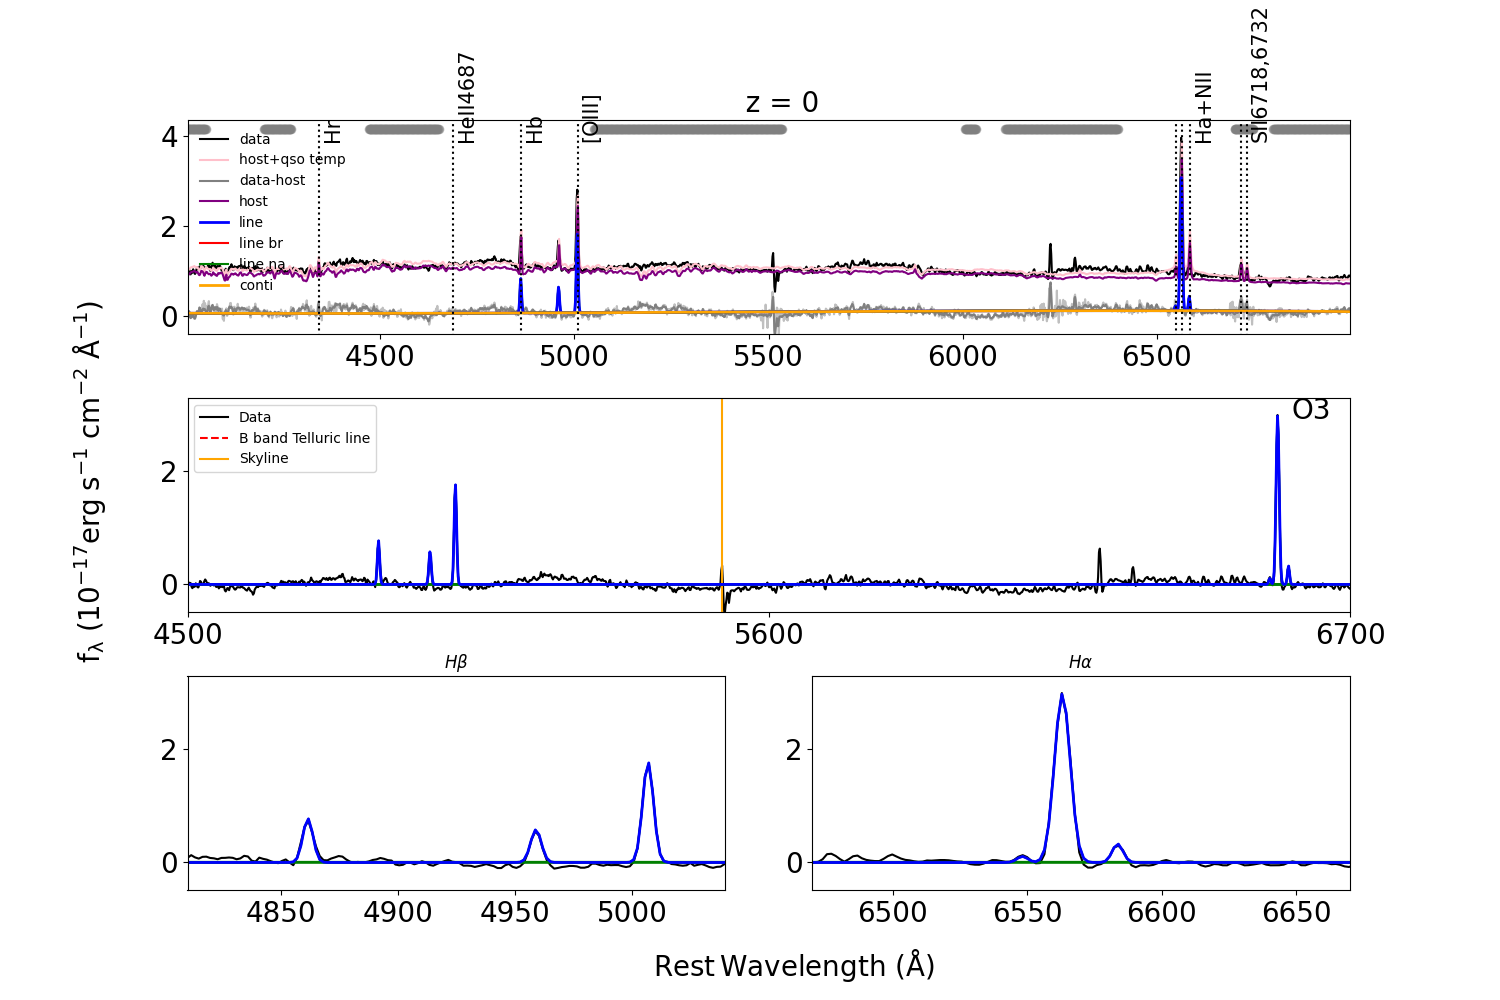 z = 0
Hr
HeII4687
Hb
[OIII]
Ha+NII
SII6718,6732
data
host+qso temp
data-host
host
line
line br
line na
conti
4
2
0
4500 5000 5500 6000 6500
fλ (10⁻¹⁷erg s⁻¹ cm⁻² Å⁻¹)
Data
B band Telluric line
Skyline
O3
2
0
4500 5600 6700
Hβ
2
0
4850 4900 4950 5000
Hα
2
0
6500 6550 6600 6650
Rest Wavelength (Å)